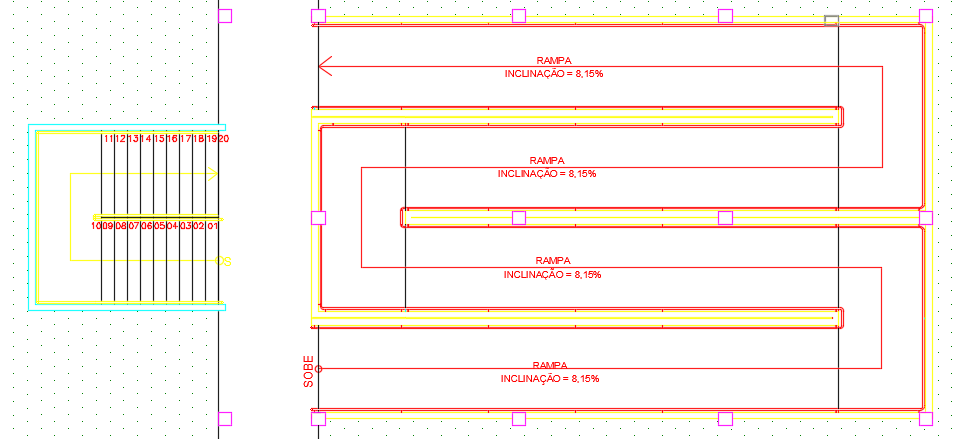 RAMPA
INCLINAÇÃO = 8,15%
11 12 13 14 15 16 17 18 19 20
RAMPA
INCLINAÇÃO = 8,15%
10 09 08 07 06 05 04 03 02 01
S
RAMPA
INCLINAÇÃO = 8,15%
SOBE
RAMPA
INCLINAÇÃO = 8,15%